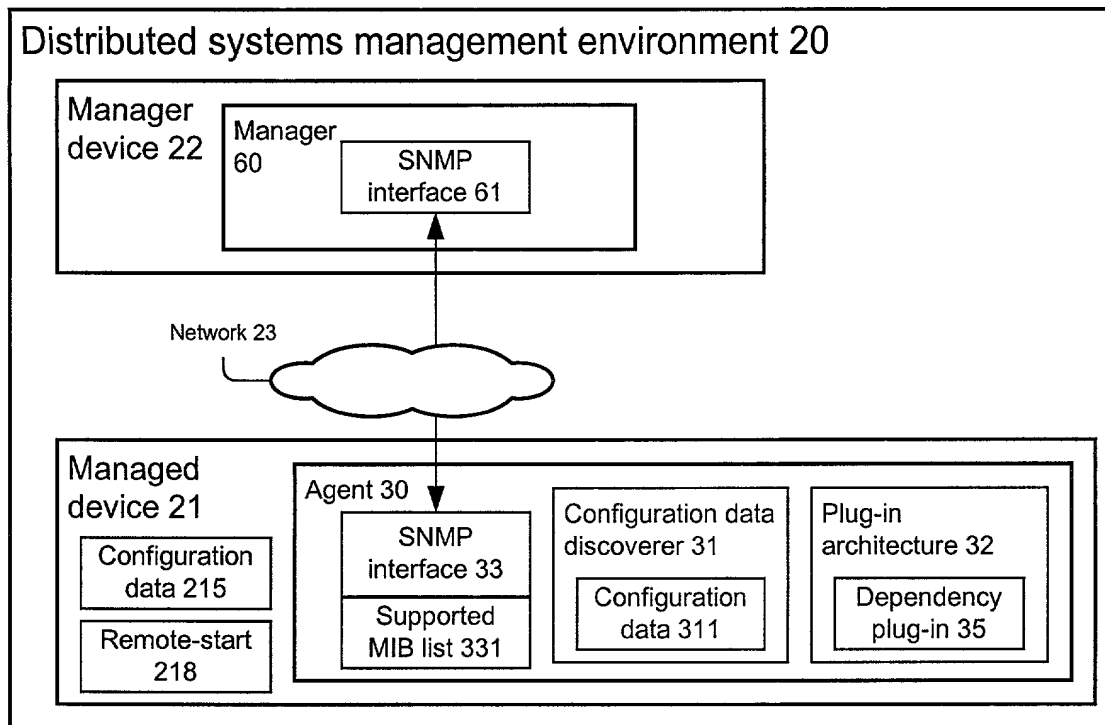 Distributed systems management environment 20
Manager
device 22
Manager
60
SNMP
interface 61
Network 23
Managed
device 21
Configuration
data 215
Remote-start
218
Agent 30
SNMP
interface 33
Supported
MIB list 331
Configuration data
discoverer 31
Configuration
data 311
Plug-in
architecture 32
Dependency
plug-in 35